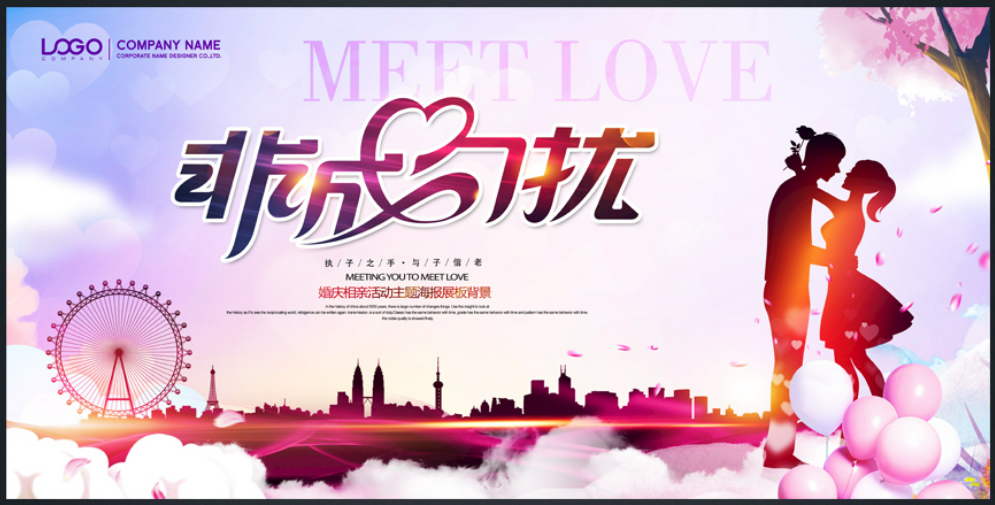 LOGO
COMPANY
COMPANY NAME
CORPORATE NAME DESIGNER CO.,LTD.
MEET LOVE
非诚勿扰
执/子/之/手·与/子/偕/老
MEETING YOU TO MEET LOVE
婚庆相亲活动主题海报展板背景